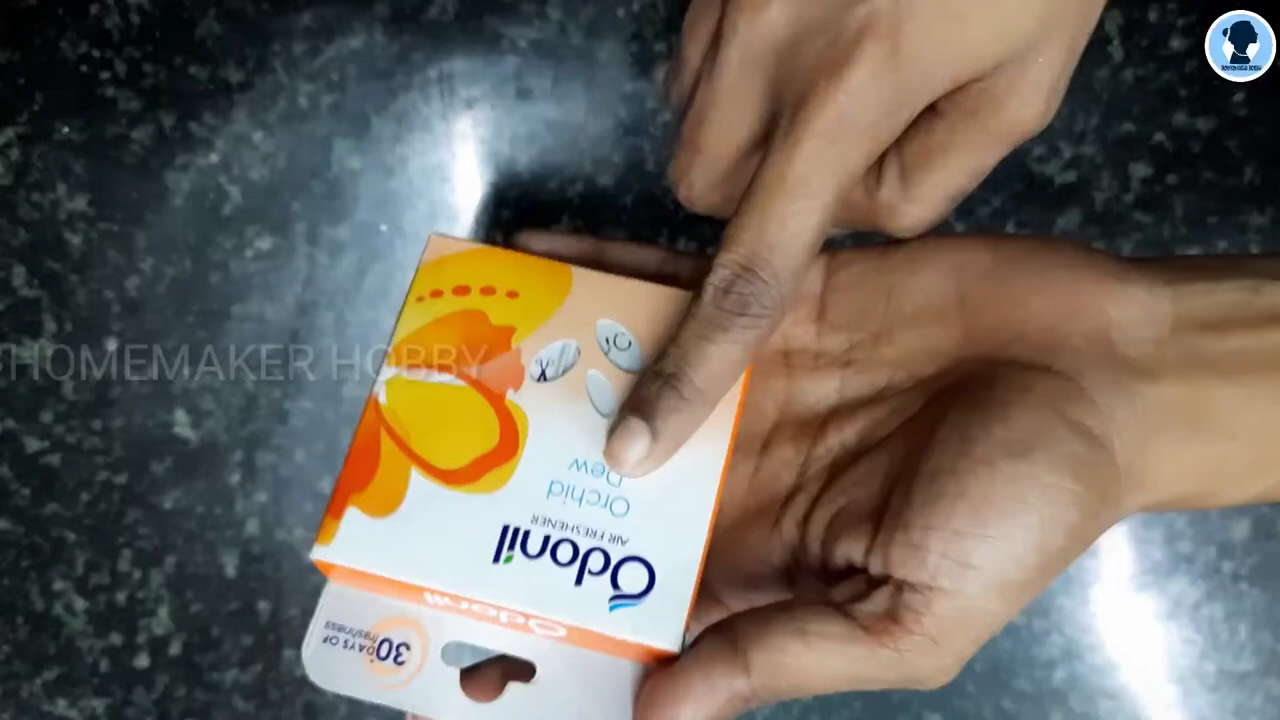 HOMEMAKER HOBBY
Odonil
AIR FRESHENER
Orchid
Dew
Odonil
30
DAYS OF
freshness